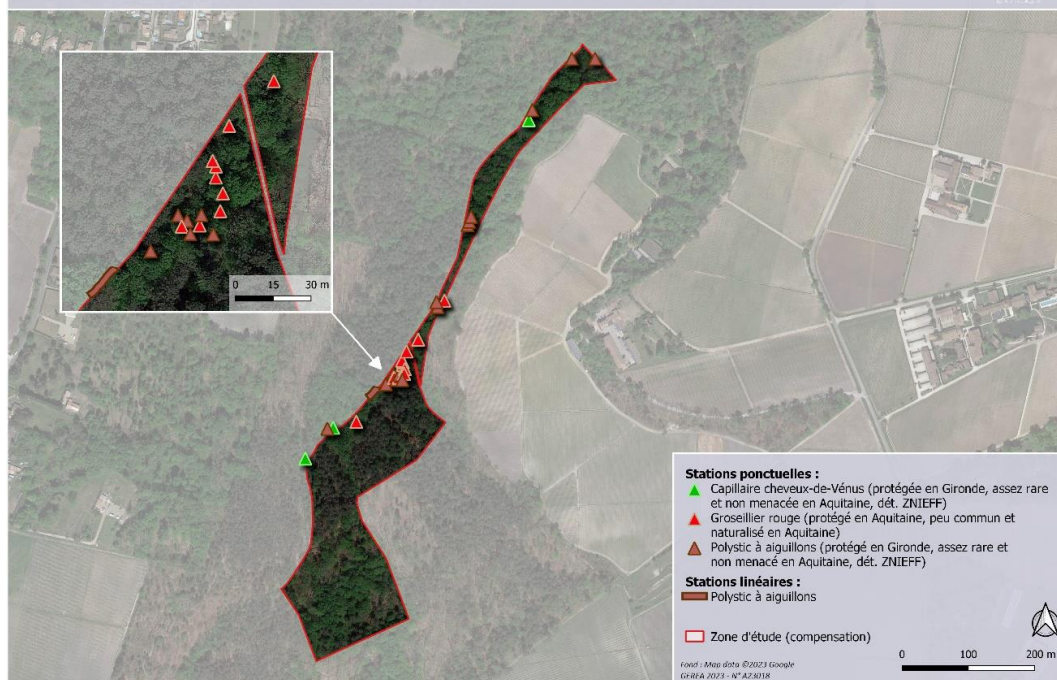 0 15 30 m
Stations ponctuelles :
Capillaire cheveux-de-Vénus (protégée en Gironde, assez rare
et non menacée en Aquitaine, dét. ZNIEFF)
Groseillier rouge (protégé en Aquitaine, peu commun et
naturalisé en Aquitaine)
Polystic à aiguillons (protégé en Gironde, assez rare et
non menacé en Aquitaine, dét. ZNIEFF)
Stations linéaires :
Polystic à aiguillons
Zone d'étude (compensation)
Fond : Map data ©2023 Google
GEREA 2023 - N° A23018
0 100 200 m